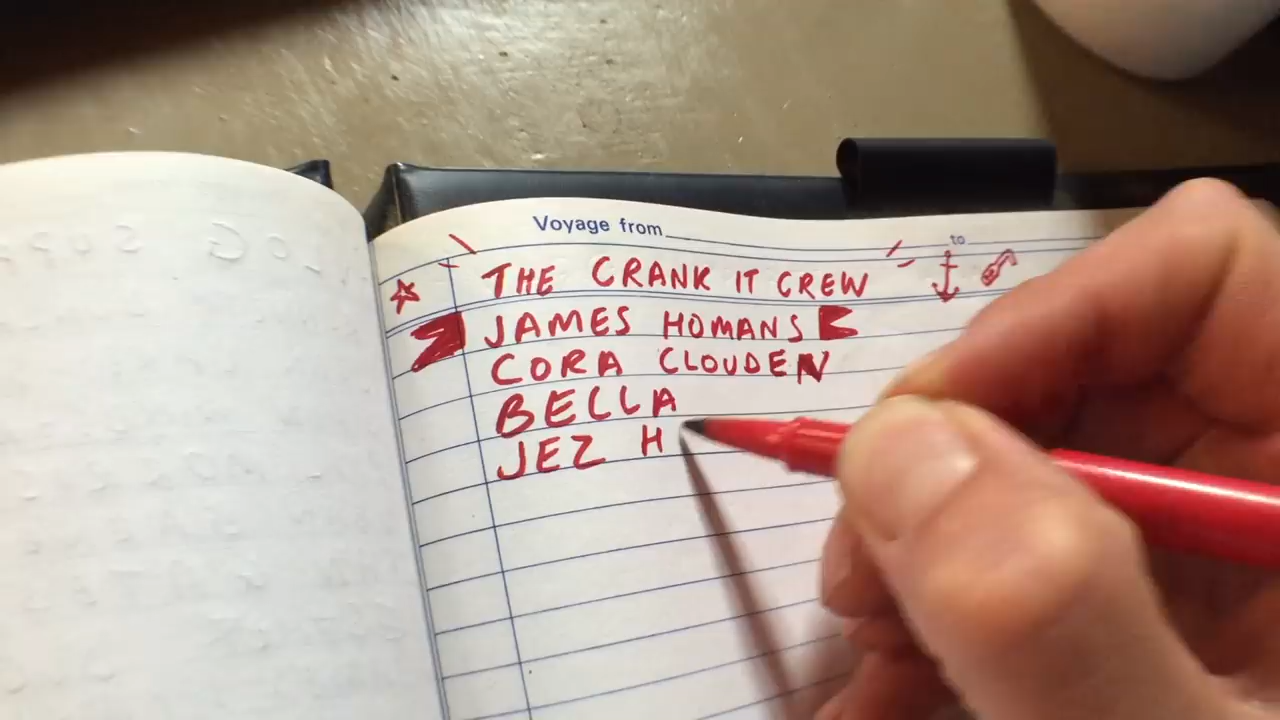 Voyage from to
THE CRANK IT CREW
JAMES HOMANS
CORA CLOUDEN
BELLA
JEZ H